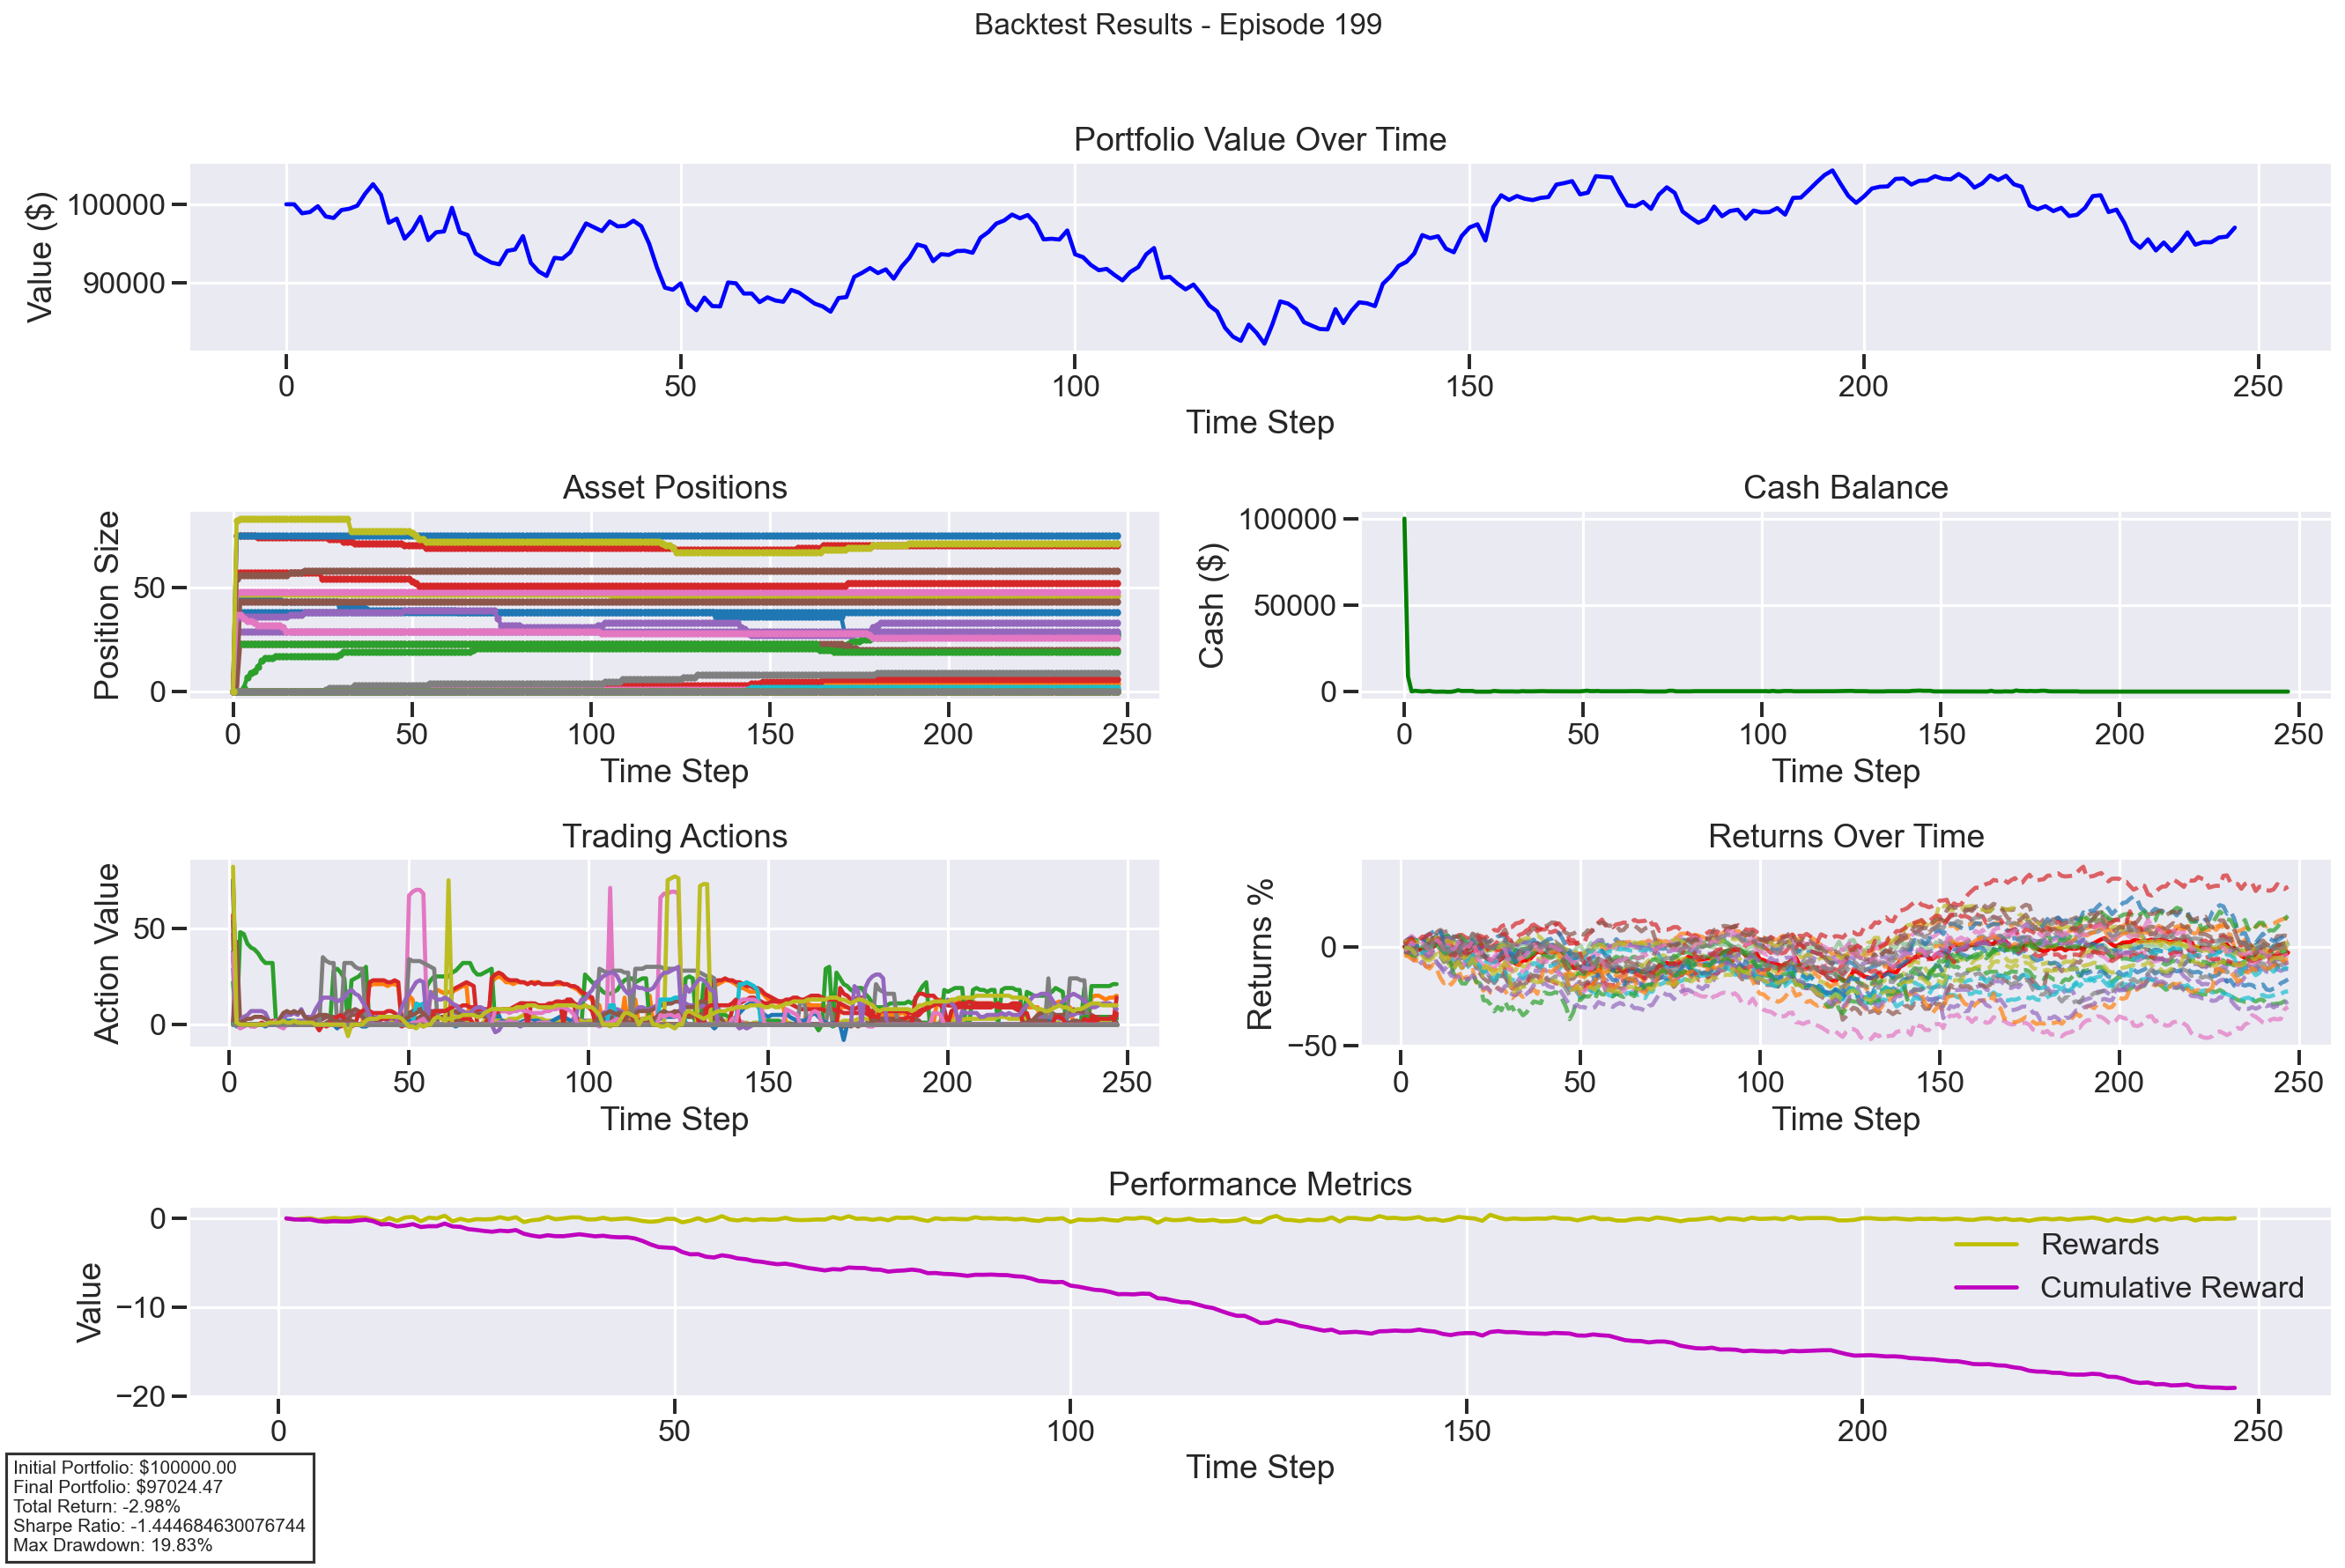 Backtest Results - Episode 199
Portfolio Value Over Time
Value ($)
100000
90000
0 50 100 150 200 250
Time Step
Asset Positions
Position Size
50
0
0 50 100 150 200 250
Time Step
Cash Balance
Cash ($)
100000
50000
0
0 50 100 150 200 250
Time Step
Trading Actions
Action Value
50
0
0 50 100 150 200 250
Time Step
Returns Over Time
Returns %
0
−50
0 50 100 150 200 250
Time Step
Performance Metrics
Value
0
−10
−20
Rewards
Cumulative Reward
0 50 100 150 200 250
Time Step
Initial Portfolio: $100000.00
Final Portfolio: $97024.47
Total Return: -2.98%
Sharpe Ratio: -1.444684630076744
Max Drawdown: 19.83%